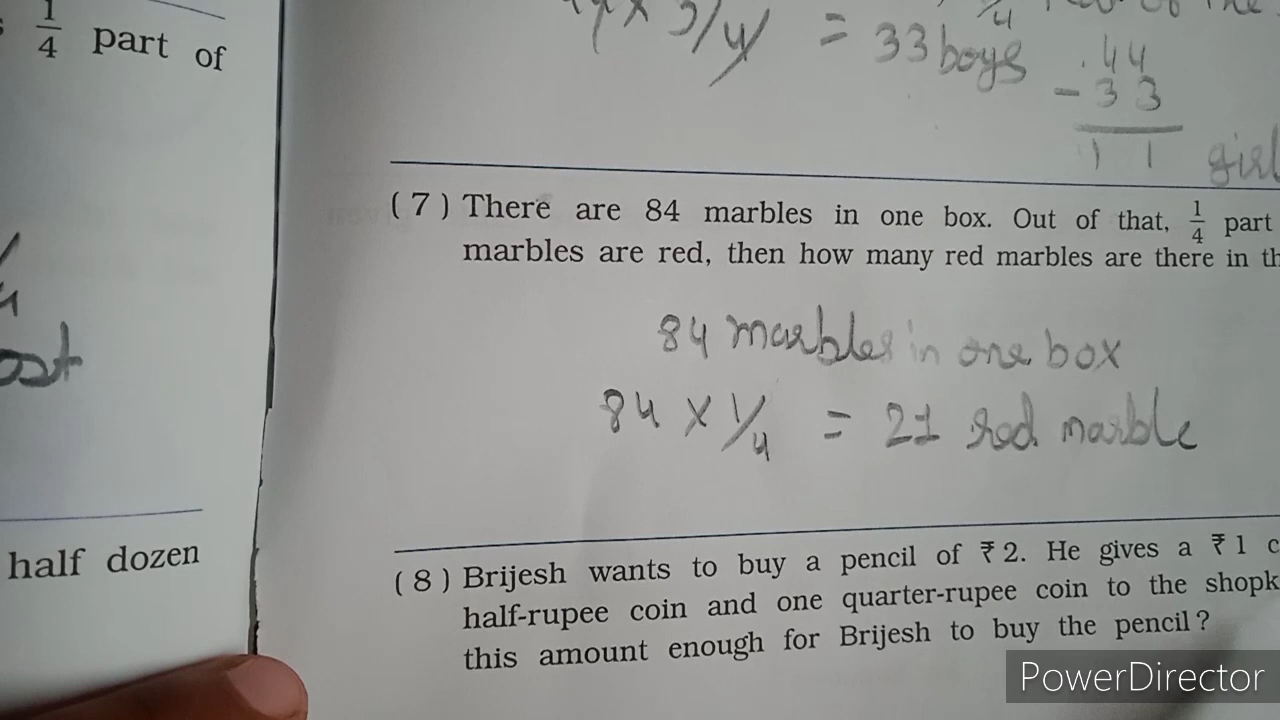 1/4 part of
half dozen
= 33 boys
44
- 33
11
( 7 ) There are 84 marbles in one box. Out of that, 1/4 part
marbles are red, then how many red marbles are there in
84 marbles in one box
84 x 1/4 = 21 red marble
( 8 ) Brijesh wants to buy a pencil of ₹ 2. He gives a ₹ 1
half-rupee coin and one quarter-rupee coin to the
this amount enough for Brijesh to buy the pencil ?
PowerDirector